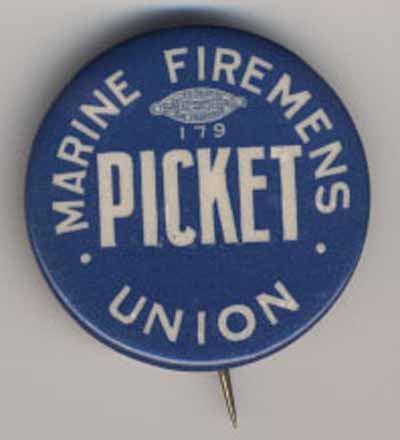 MARINE FIREMENS
179
PICKET
· UNION ·